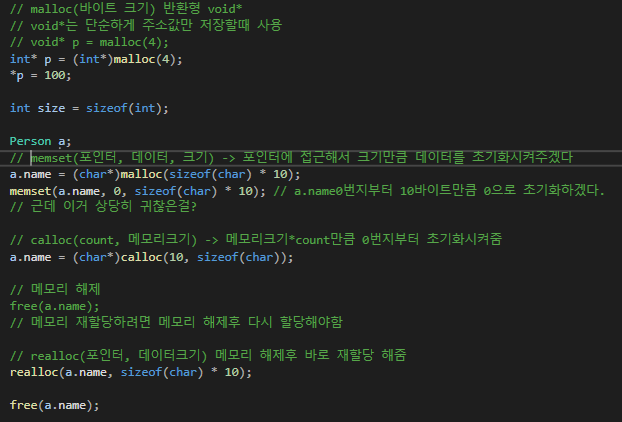 // malloc(바이트 크기) 반환형 void*
// void*는 단순하게 주소값만 저장할때 사용
// void* p = malloc(4);
int* p = (int*)malloc(4);
*p = 100;
int size = sizeof(int);
Person a;
// memset(포인터, 데이터, 크기) -> 포인터에 접근해서 크기만큼 데이터를 초기화시켜주겠다
a.name = (char*)malloc(sizeof(char) * 10);
memset(a.name, 0, sizeof(char) * 10); // a.name0번지부터 10바이트만큼 0으로 초기화하겠다.
// 근데 이거 상당히 귀찮은걸?
// calloc(count, 메모리크기) -> 메모리크기*count만큼 0번지부터 초기화시켜줌
a.name = (char*)calloc(10, sizeof(char));
// 메모리 해제
free(a.name);
// 메모리 재할당하려면 메모리 해제후 다시 할당해야함
// realloc(포인터, 데이터크기) 메모리 해제후 바로 재할당 해줌
realloc(a.name, sizeof(char) * 10);
free(a.name);